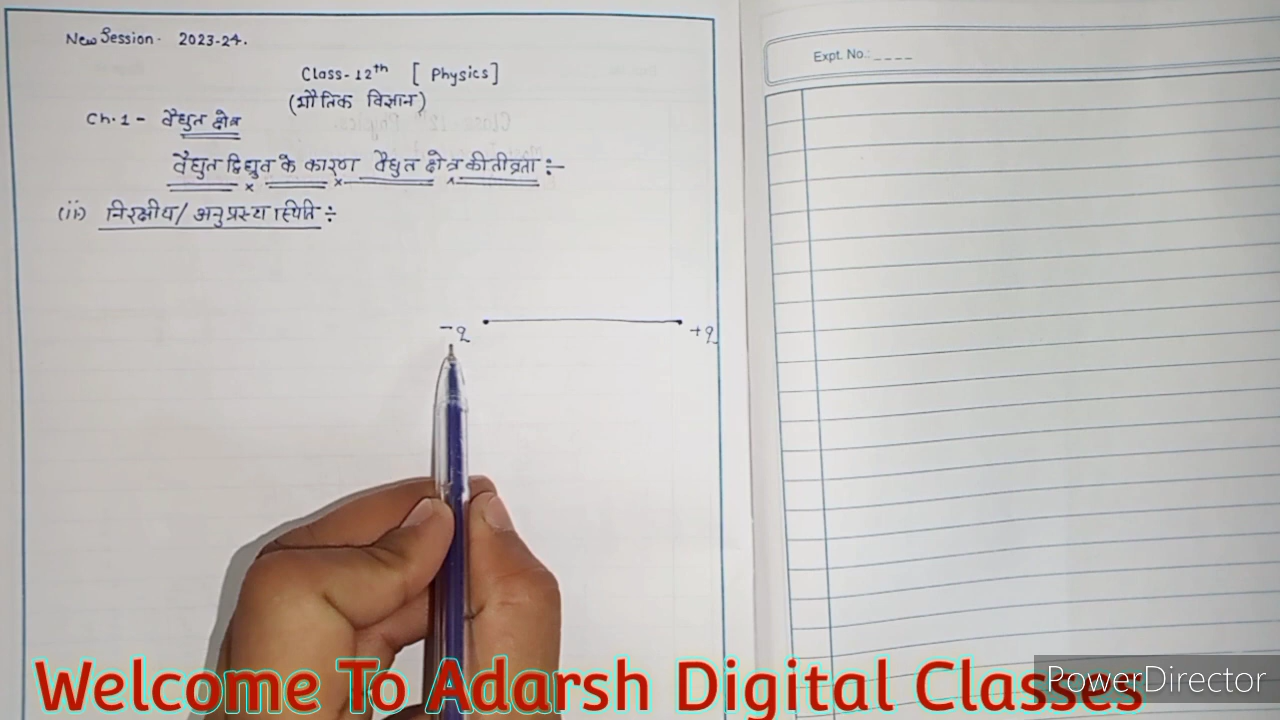 New Session - 2023-24.
Class-12th [Physics]
(भौतिक विज्ञान)
Ch.1 - वैद्युत क्षेत्र
वैद्युत द्विध्रुव के कारण वैद्युत क्षेत्र की तीव्रता :-
(ii) निरक्षीय/अनुप्रस्थ स्थिति ÷
-q +q
Expt. No.: ____
Welcome To Adarsh Digital Classes
PowerDirector